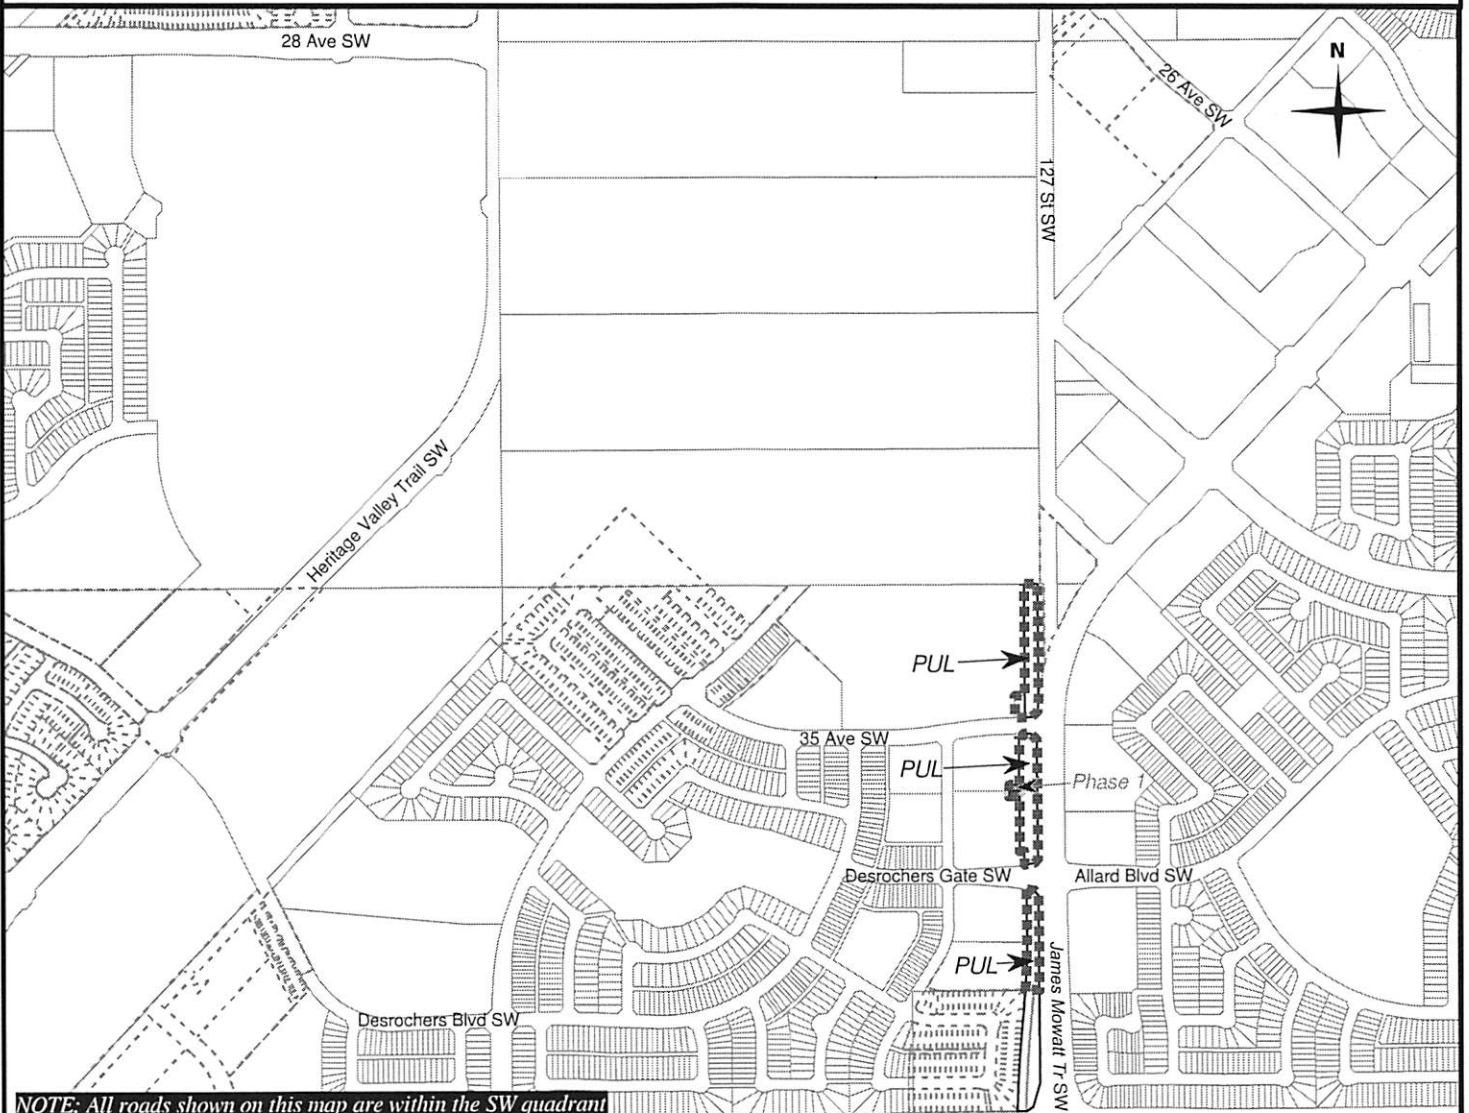 28 Ave SW
N
26 Ave SW
127 St SW
Heritage Valley Trail SW
PUL
35 Ave SW
PUL
Phase 1
Desrochers Gate SW
Allard Blvd SW
PUL
James Mowatt Tr SW
Desrochers Blvd SW
NOTE: All roads shown on this map are within the SW quadrant